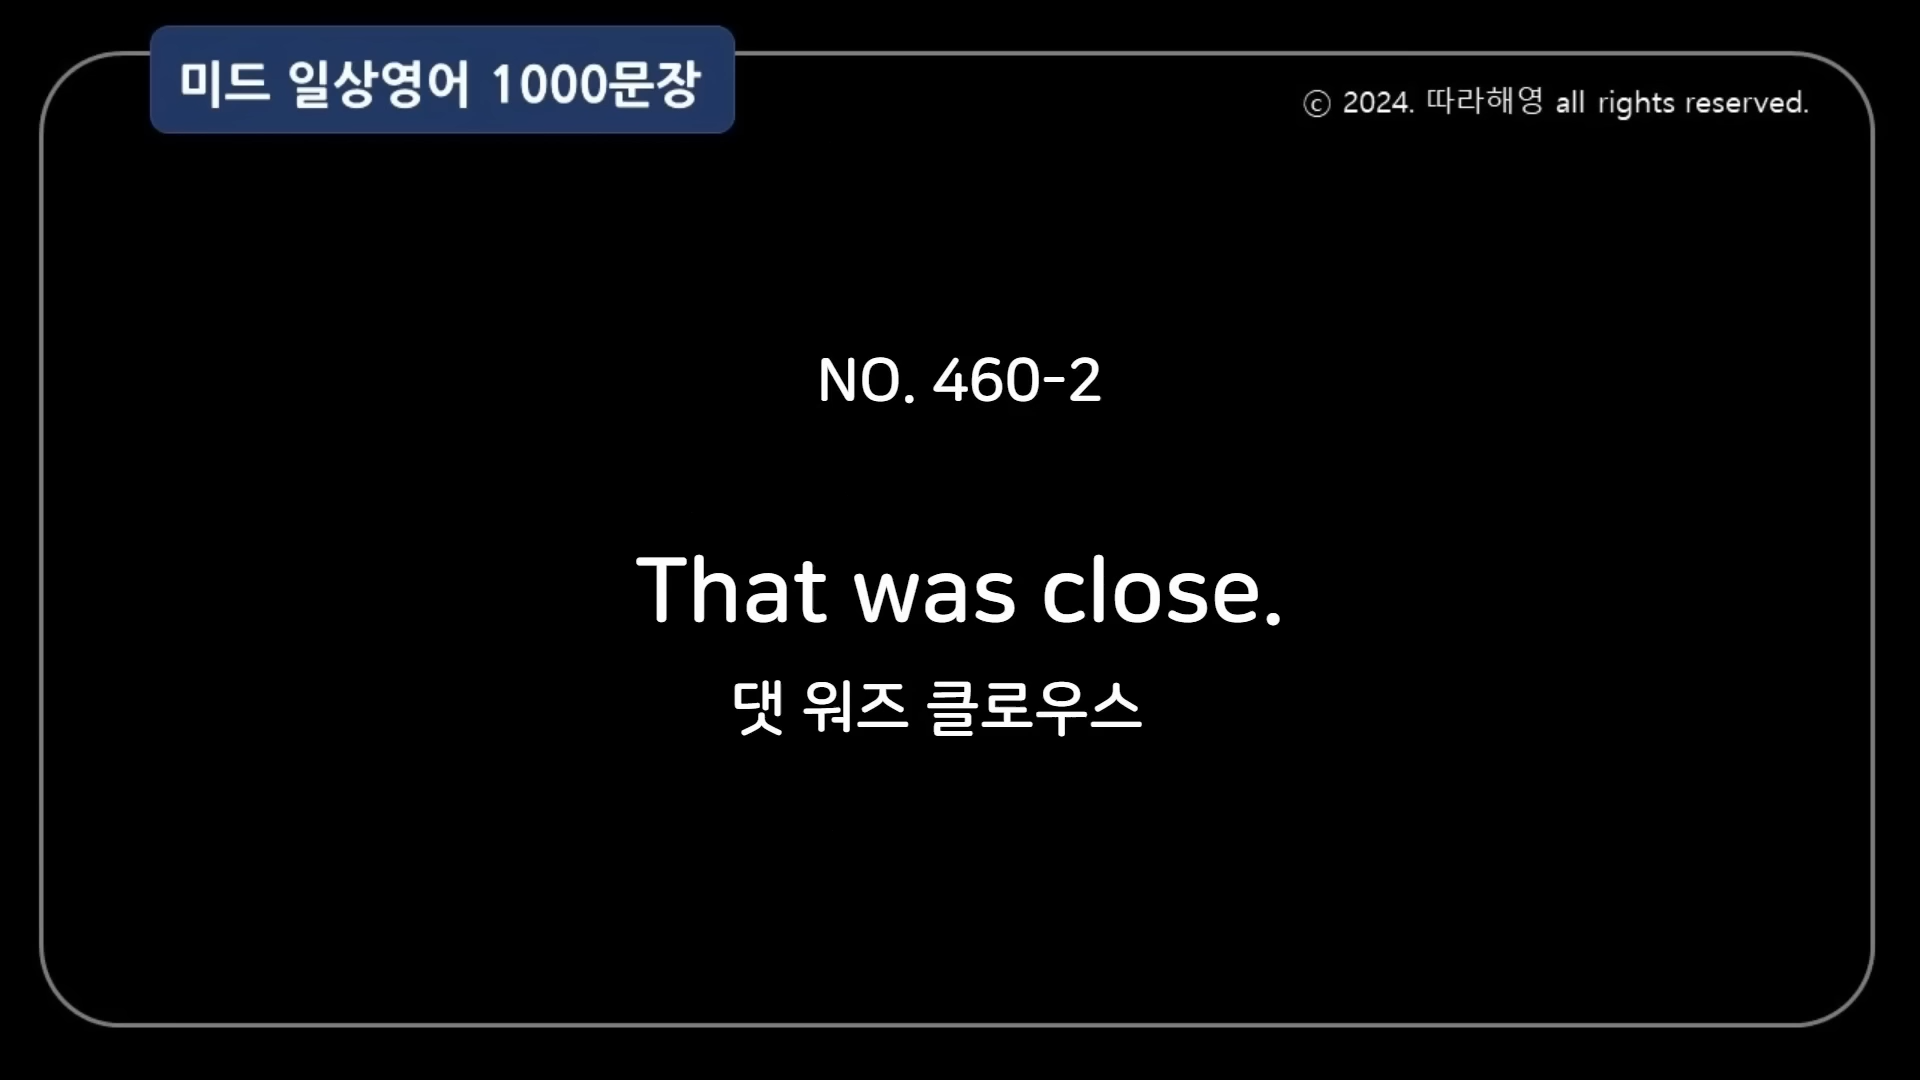 미드 일상영어 1000문장
ⓒ 2024. 따라해영 all rights reserved.
NO. 460-2
That was close.
댓 워즈 클로우스